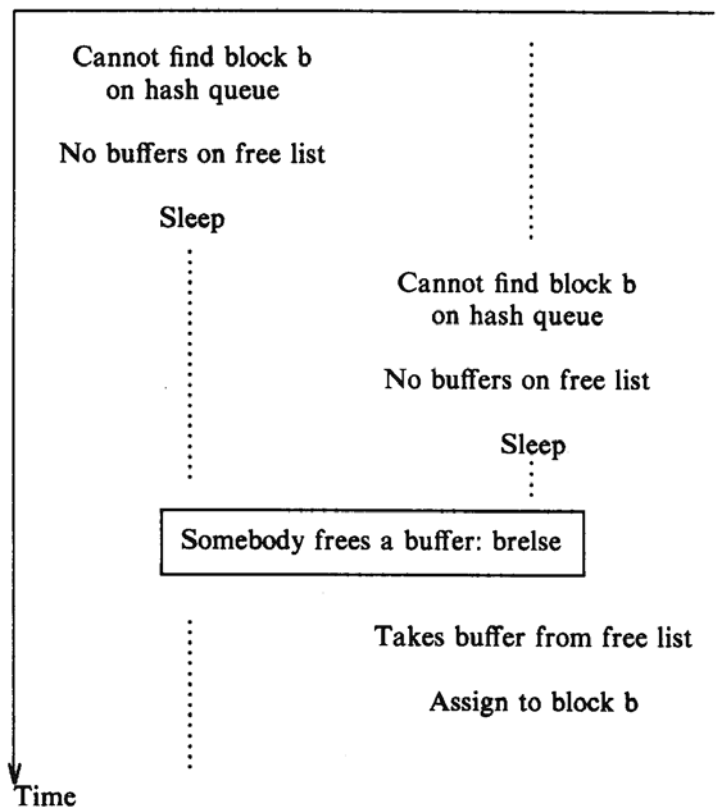 Cannot find block b
on hash queue
No buffers on free list
Sleep
Cannot find block b
on hash queue
No buffers on free list
Sleep
Somebody frees a buffer: brelse
Takes buffer from free list
Assign to block b
Time